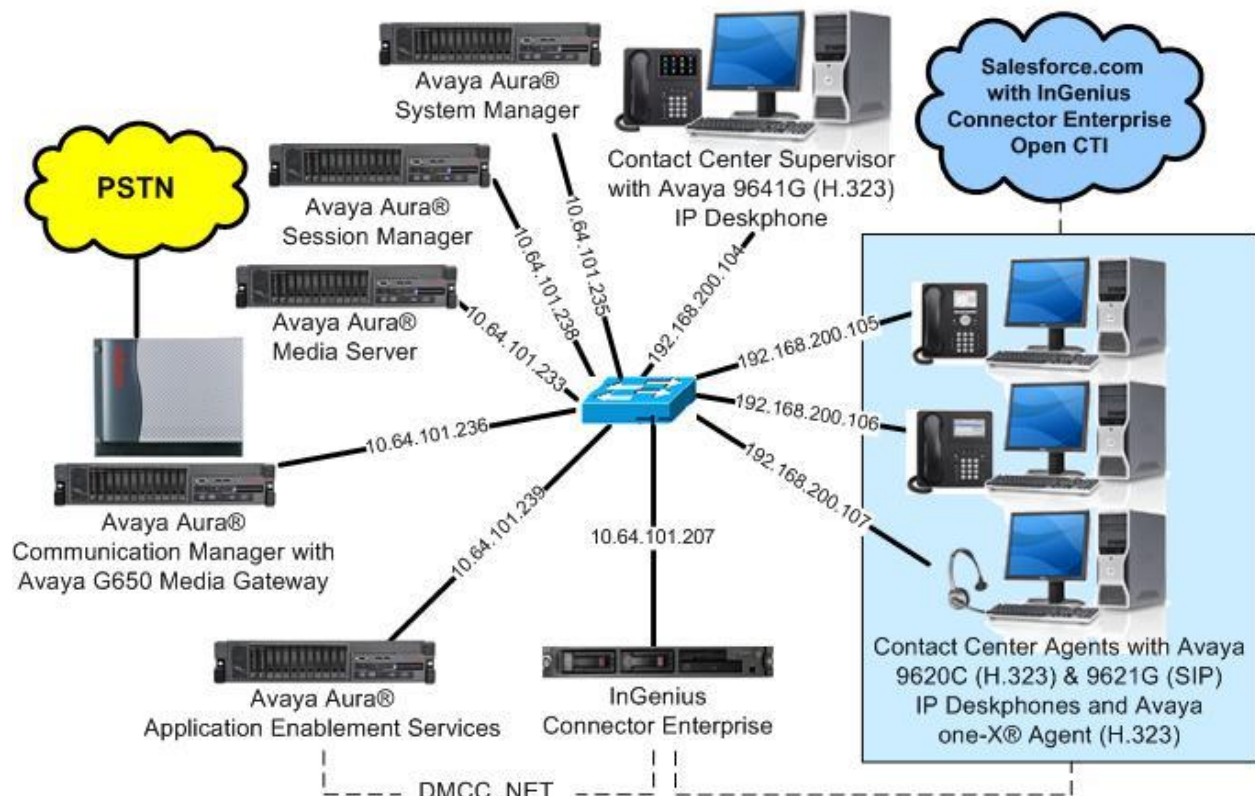 Avaya Aura®
System Manager
Contact Center Supervisor
with Avaya 9641G (H.323)
IP Deskphone
Salesforce.com
with InGenius
Connector Enterprise
Open CTI
PSTN
Avaya Aura®
Session Manager
Avaya Aura®
Media Server
10.64.101.235
10.64.101.238
10.64.101.233
192.168.200.104
192.168.200.105
192.168.200.106
192.168.200.107
10.64.101.236
10.64.101.239
10.64.101.207
Avaya Aura®
Communication Manager with
Avaya G650 Media Gateway
Avaya Aura®
Application Enablement Services
InGenius
Connector Enterprise
Contact Center Agents with Avaya
9620C (H.323) & 9621G (SIP)
IP Deskphones and Avaya
one-X® Agent (H.323)
DMCC .NET